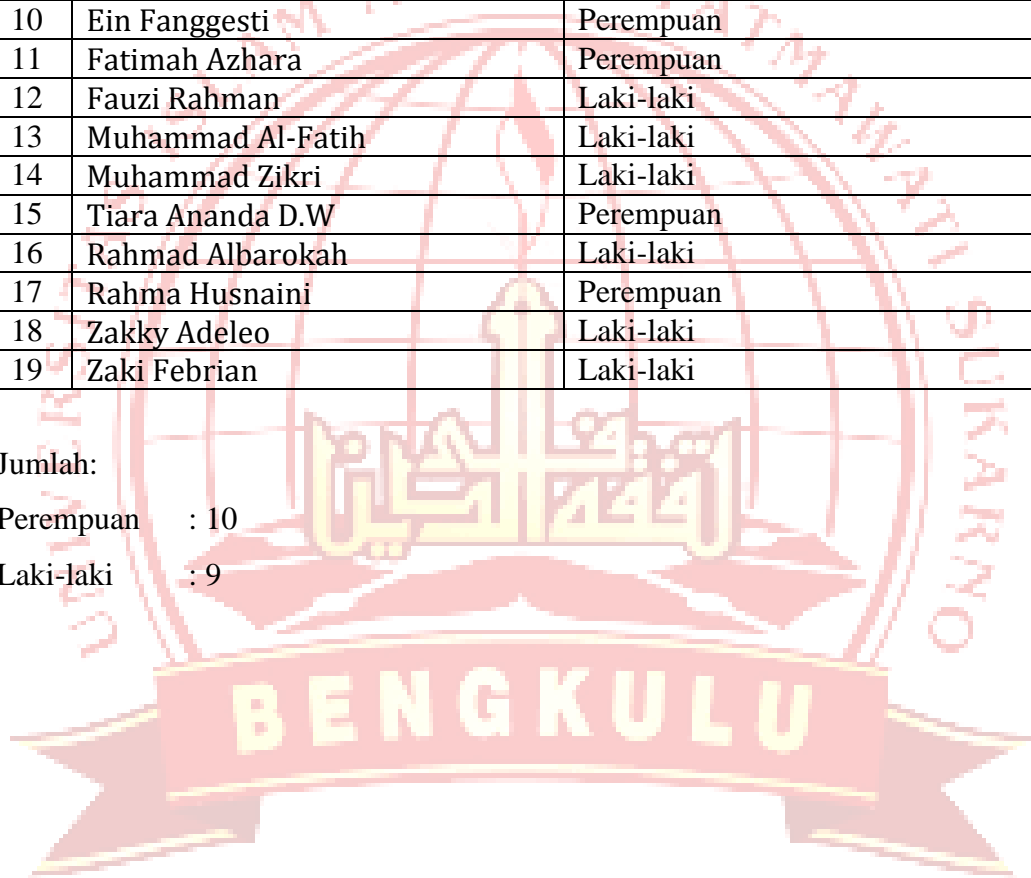 10 Ein Fanggesti Perempuan
11 Fatimah Azhara Perempuan
12 Fauzi Rahman Laki-laki
13 Muhammad Al-Fatih Laki-laki
14 Muhammad Zikri Laki-laki
15 Tiara Ananda D.W Perempuan
16 Rahmad Albarokah Laki-laki
17 Rahma Husnaini Perempuan
18 Zakky Adeleo Laki-laki
19 Zaki Febrian Laki-laki
Jumlah:
Perempuan : 10
Laki-laki : 9
SUKARNO
BENGKULU